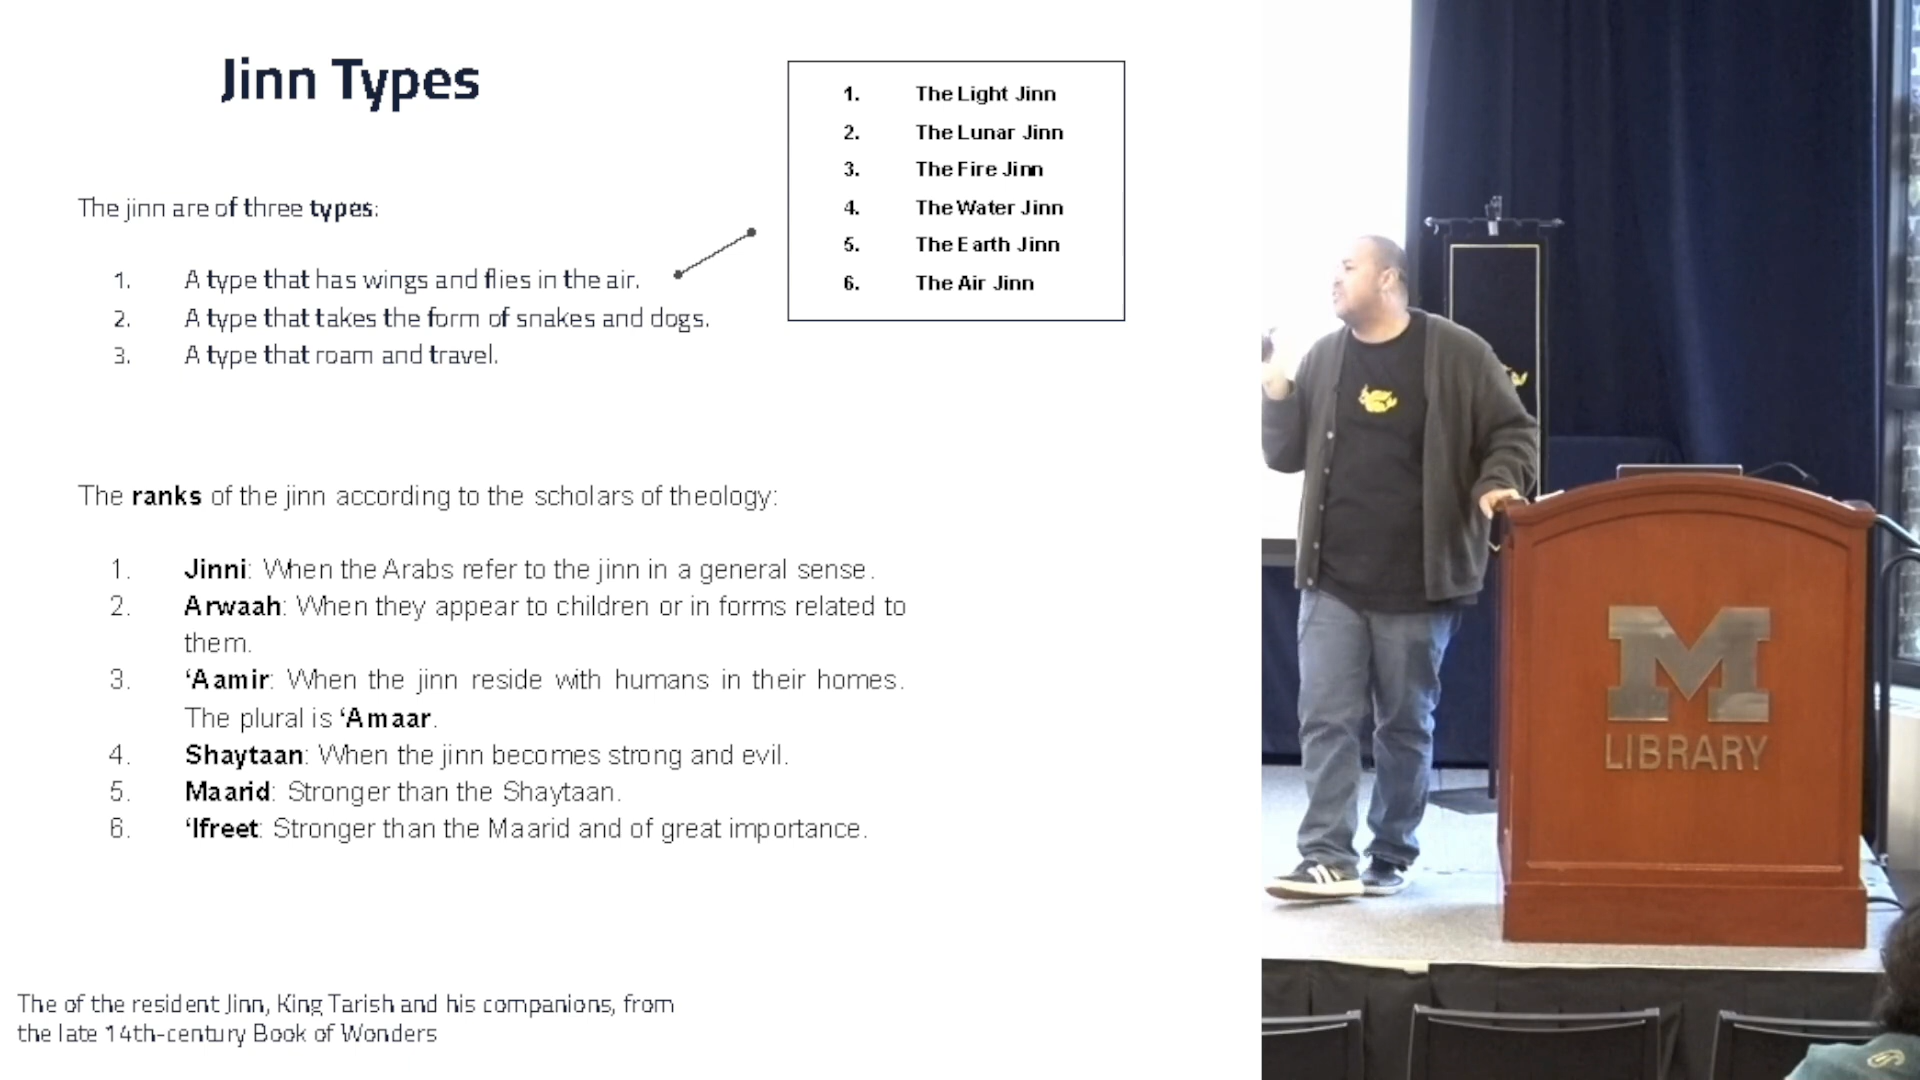 Jinn Types
The jinn are of three types:
1. A type that has wings and flies in the air.
2. A type that takes the form of snakes and dogs.
3. A type that roam and travel.
1. The Light Jinn
2. The Lunar Jinn
3. The Fire Jinn
4. The Water Jinn
5. The Earth Jinn
6. The Air Jinn
The ranks of the jinn according to the scholars of theology:
1. Jinni: When the Arabs refer to the jinn in a general sense.
2. Arwaah: When they appear to children or in forms related to
them.
3. ‘Aamir: When the jinn reside with humans in their homes.
The plural is ‘Amaar.
4. Shaytaan: When the jinn becomes strong and evil.
5. Maarid: Stronger than the Shaytaan.
6. ‘Ifreet: Stronger than the Maarid and of great importance.
The of the resident Jinn, King Tarish and his companions, from
the late 14th-century Book of Wonders
M
LIBRARY